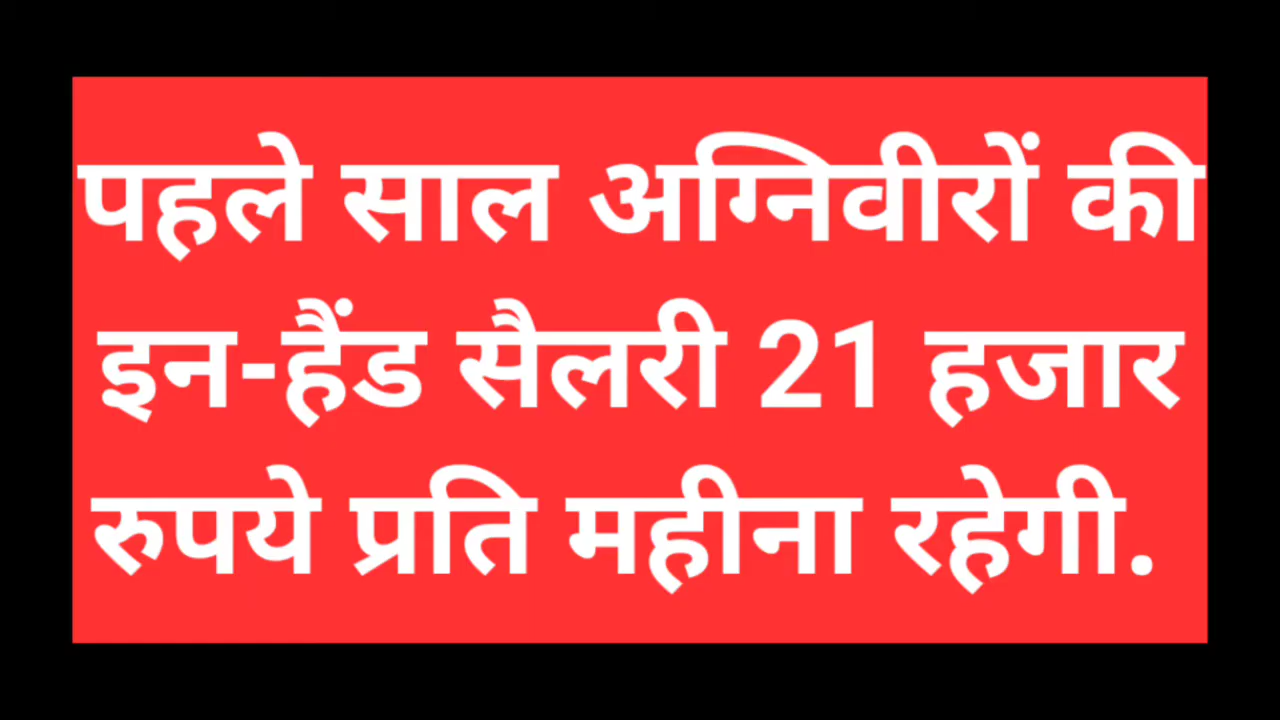 पहले साल अग्निवीरों की
इन-हैंड सैलरी 21 हजार
रुपये प्रति महीना रहेगी.